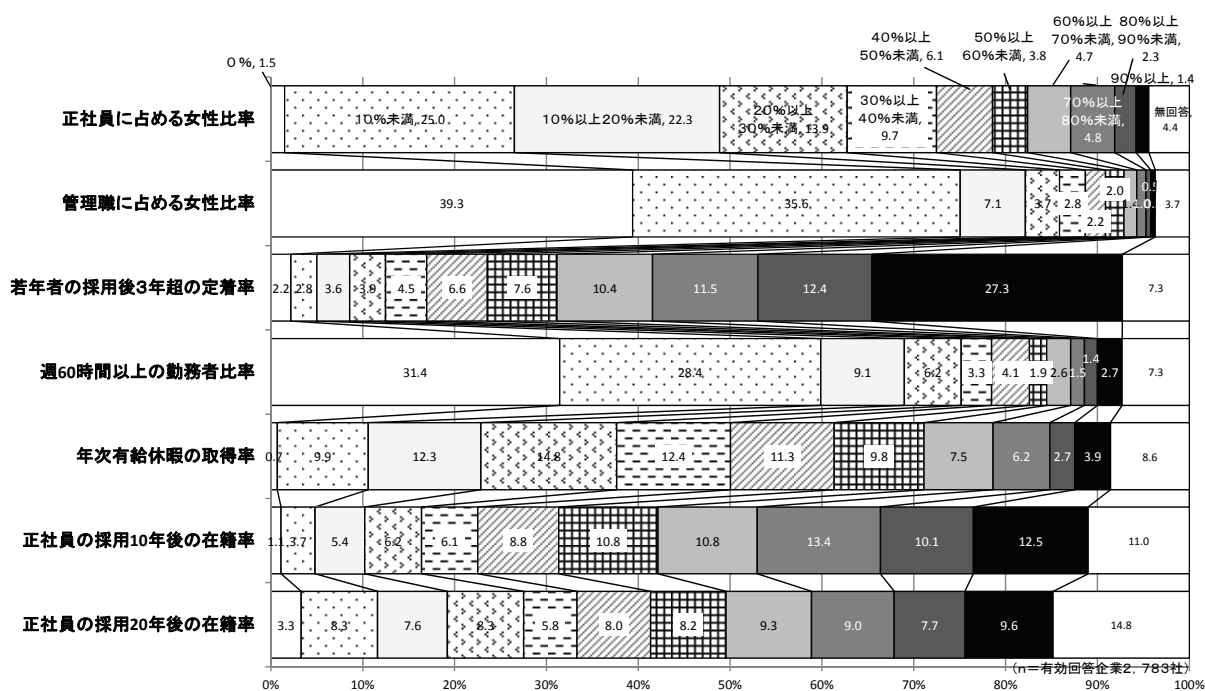 60%以上 80%以上
40%以上 50%以上 70%未満, 90%未満,
50%未満, 6.1 60%未満, 3.8 4.7 2.3
0%, 1.5 90%以上, 1.4
正社員に占める女性比率 10%未満, 25.0 10%以上20%未満, 22.3 20%以上 30%未満, 13.9 30%以上 40%未満, 9.7 70%以上 80%未満, 4.8 無回答, 4.4
管理職に占める女性比率 39.3 35.6 7.1 3.7 2.8 2.2 2.0 3.7
若年者の採用後3年超の定着率 2.2 2.8 3.6 3.9 4.5 6.6 7.6 10.4 11.5 12.4 27.3 7.3
週60時間以上の勤務者比率 31.4 28.4 9.1 6.2 3.3 4.1 1.9 2.6 1.5 1.4 2.7 7.3
年次有給休暇の取得率 0.7 9.9 12.3 14.8 12.4 11.3 9.8 7.5 6.2 2.7 3.9 8.6
正社員の採用10年後の在籍率 1.1 3.7 5.4 6.2 6.1 8.8 10.8 10.8 13.4 10.1 12.5 11.0
正社員の採用20年後の在籍率 3.3 8.3 7.6 8.3 5.8 8.0 8.2 9.3 9.0 7.7 9.6 14.8
(n=有効回答企業2,783社)
0% 10% 20% 30% 40% 50% 60% 70% 80% 90% 100%